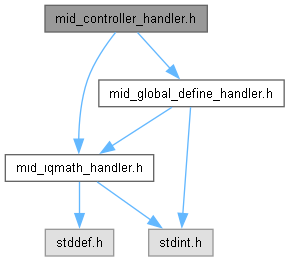 mid_controller_handler.h
mid_global_define_handler.h
mid_iqmath_handler.h
stddef.h
stdint.h